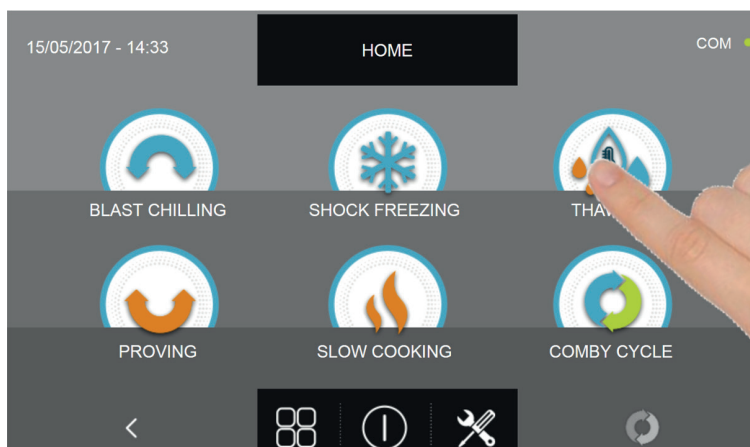 15/05/2017 - 14:33
HOME
COM
BLAST CHILLING
SHOCK FREEZING
PROVING
SLOW COOKING
COMBY CYCLE